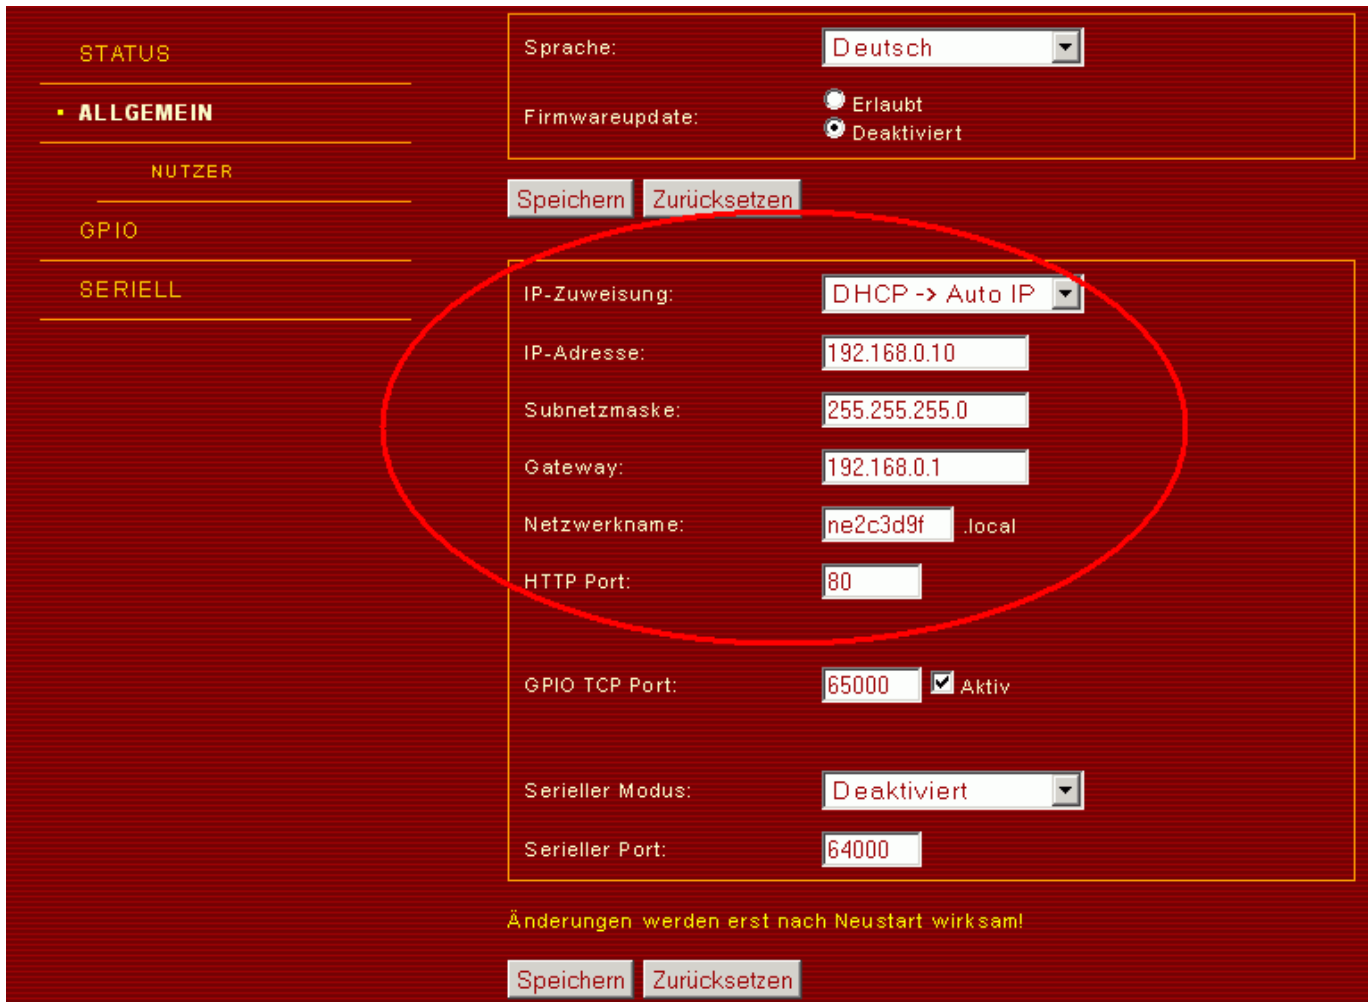 STATUS
ALLGEMEIN
NUTZER
GPIO
SERIELL
Sprache: Deutsch
Firmwareupdate: Erlaubt
Deaktiviert
Speichern Zurücksetzen
IP-Zuweisung: DHCP -> Auto IP
IP-Adresse: 192.168.0.10
Subnetzmaske: 255.255.255.0
Gateway: 192.168.0.1
Netzwerkname: ne2c3d9f .local
HTTP Port: 80
GPIO TCP Port: 65000 Aktiv
Serieller Modus: Deaktiviert
Serieller Port: 64000
Änderungen werden erst nach Neustart wirksam!
Speichern Zurücksetzen